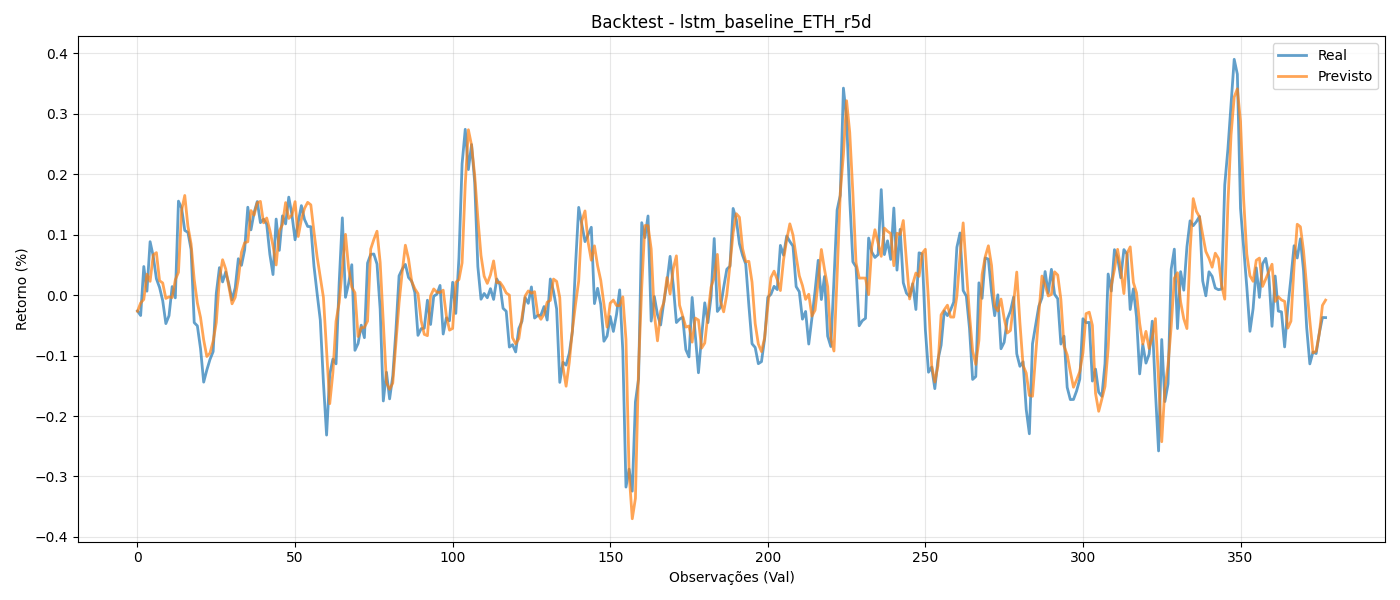 Backtest - lstm_baseline_ETH_r5d
Real
Previsto
Retorno (%)
0.4
0.3
0.2
0.1
0.0
−0.1
−0.2
−0.3
−0.4
0 50 100 150 200 250 300 350
Observações (Val)